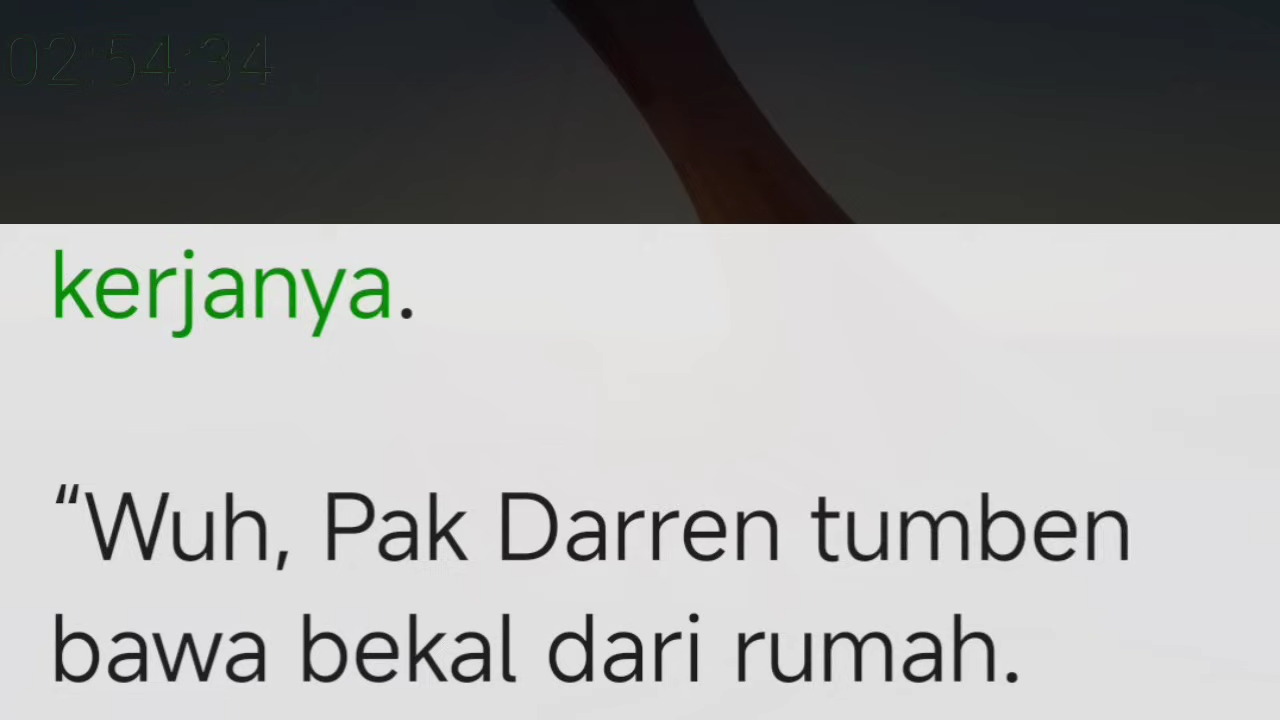 02:54:34
kerjanya.
“Wuh, Pak Darren tumben
bawa bekal dari rumah.